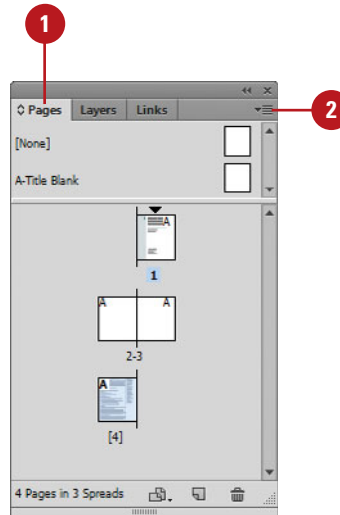 1
Pages Layers Links
2
[None]
A-Title Blank
A
1
A A
2-3
A
[4]
4 Pages in 3 Spreads